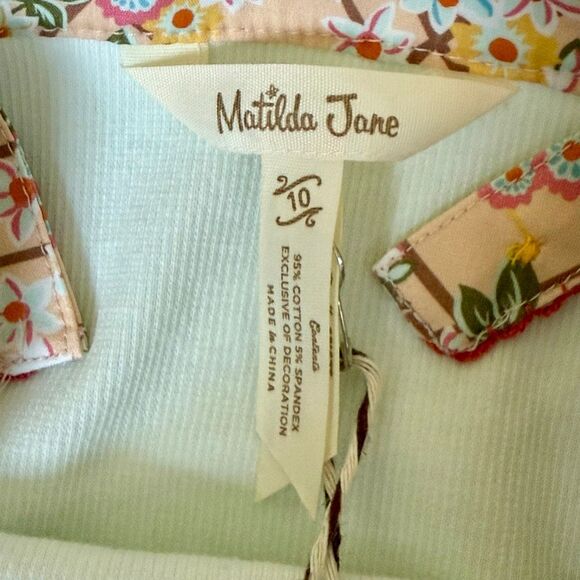 Matilda Jane
10
Contents
95% COTTON 5% SPANDEX
EXCLUSIVE OF DECORATION
MADE in CHINA